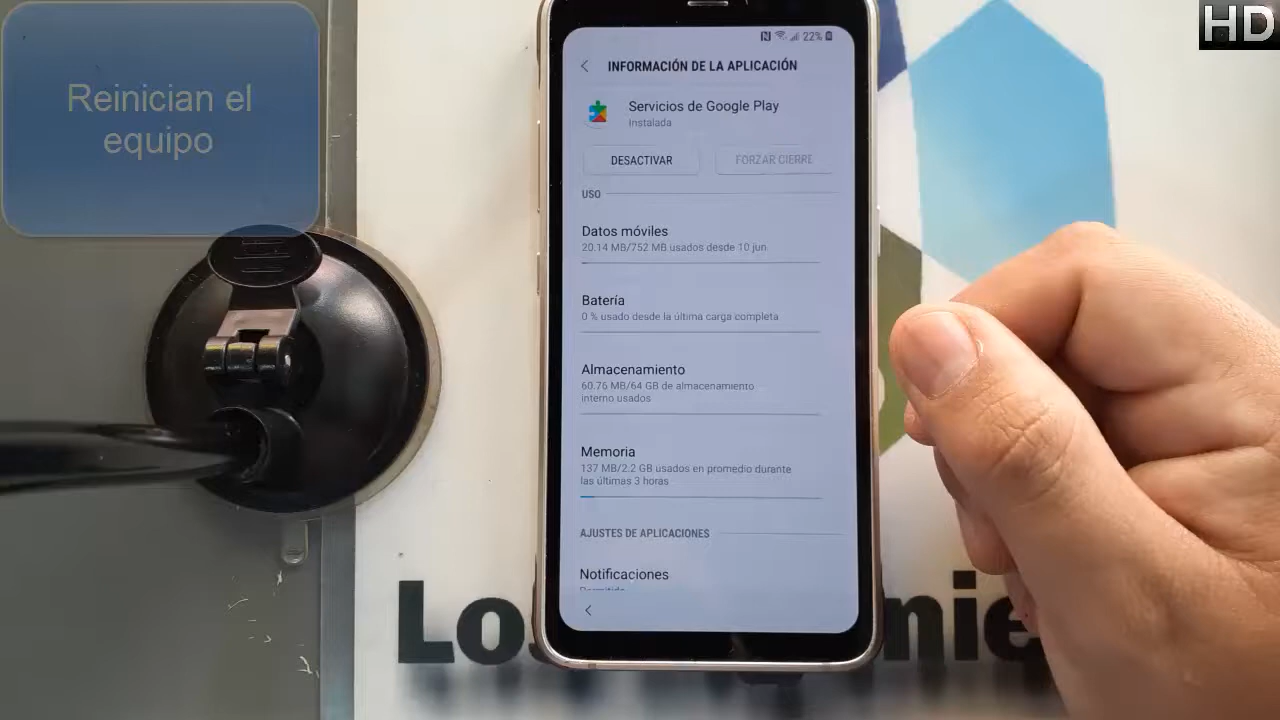 Reinician el
equipo
HD
22%
INFORMACIÓN DE LA APLICACIÓN
Servicios de Google Play
Instalada
DESACTIVAR
FORZAR CIERRE
USO
Datos móviles
20.14 MB/752 MB usados desde 10 jun.
Batería
0 % usado desde la última carga completa
Almacenamiento
60.76 MB/64 GB de almacenamiento
interno usados
Memoria
137 MB/2.2 GB usados en promedio durante
las últimas 3 horas
AJUSTES DE APLICACIONES
Notificaciones